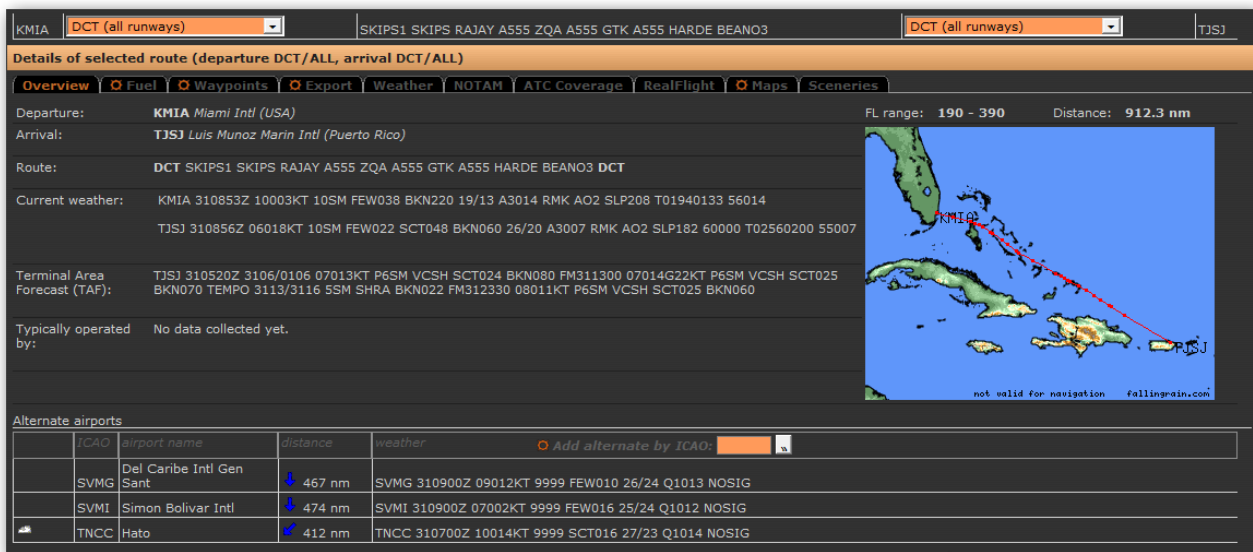 KMIA DCT (all runways) SKIPS1 SKIPS RAJAY A555 ZQA A555 GTK A555 HARDE BEANO3 DCT (all runways) TJSJ
Details of selected route (departure DCT/ALL, arrival DCT/ALL)
Overview Fuel Waypoints Export Weather NOTAM ATC Coverage RealFlight Maps Sceneries
Departure: KMIA Miami Intl (USA) FL range: 190 - 390 Distance: 912.3 nm
Arrival: TJSJ Luis Munoz Marin Intl (Puerto Rico)
Route: DCT SKIPS1 SKIPS RAJAY A555 ZQA A555 GTK A555 HARDE BEANO3 DCT
Current weather: KMIA 310853Z 10003KT 10SM FEW038 BKN220 19/13 A3014 RMK AO2 SLP208 T01940133 56014
TJSJ 310856Z 06018KT 10SM FEW022 SCT048 BKN060 26/20 A3007 RMK AO2 SLP182 60000 T02560200 55007
Terminal Area TJSJ 310520Z 3106/0106 07013KT P6SM VCSH SCT024 BKN080 FM311300 07014G22KT P6SM VCSH SCT025
Forecast (TAF): BKN070 TEMPO 3113/3116 5SM SHRA BKN022 FM312330 08011KT P6SM VCSH SCT025 BKN060
Typically operated No data collected yet.
by:
KMIA
TJSJ
not valid for navigation fallingrain.com
Alternate airports
ICAO airport name distance weather Add alternate by ICAO:
Del Caribe Intl Gen
SVMG Sant 467 nm SVMG 310900Z 09012KT 9999 FEW010 26/24 Q1013 NOSIG
SVMI Simon Bolivar Intl 474 nm SVMI 310900Z 07002KT 9999 FEW016 25/24 Q1012 NOSIG
TNCC Hato 412 nm TNCC 310700Z 10014KT 9999 SCT016 27/23 Q1014 NOSIG